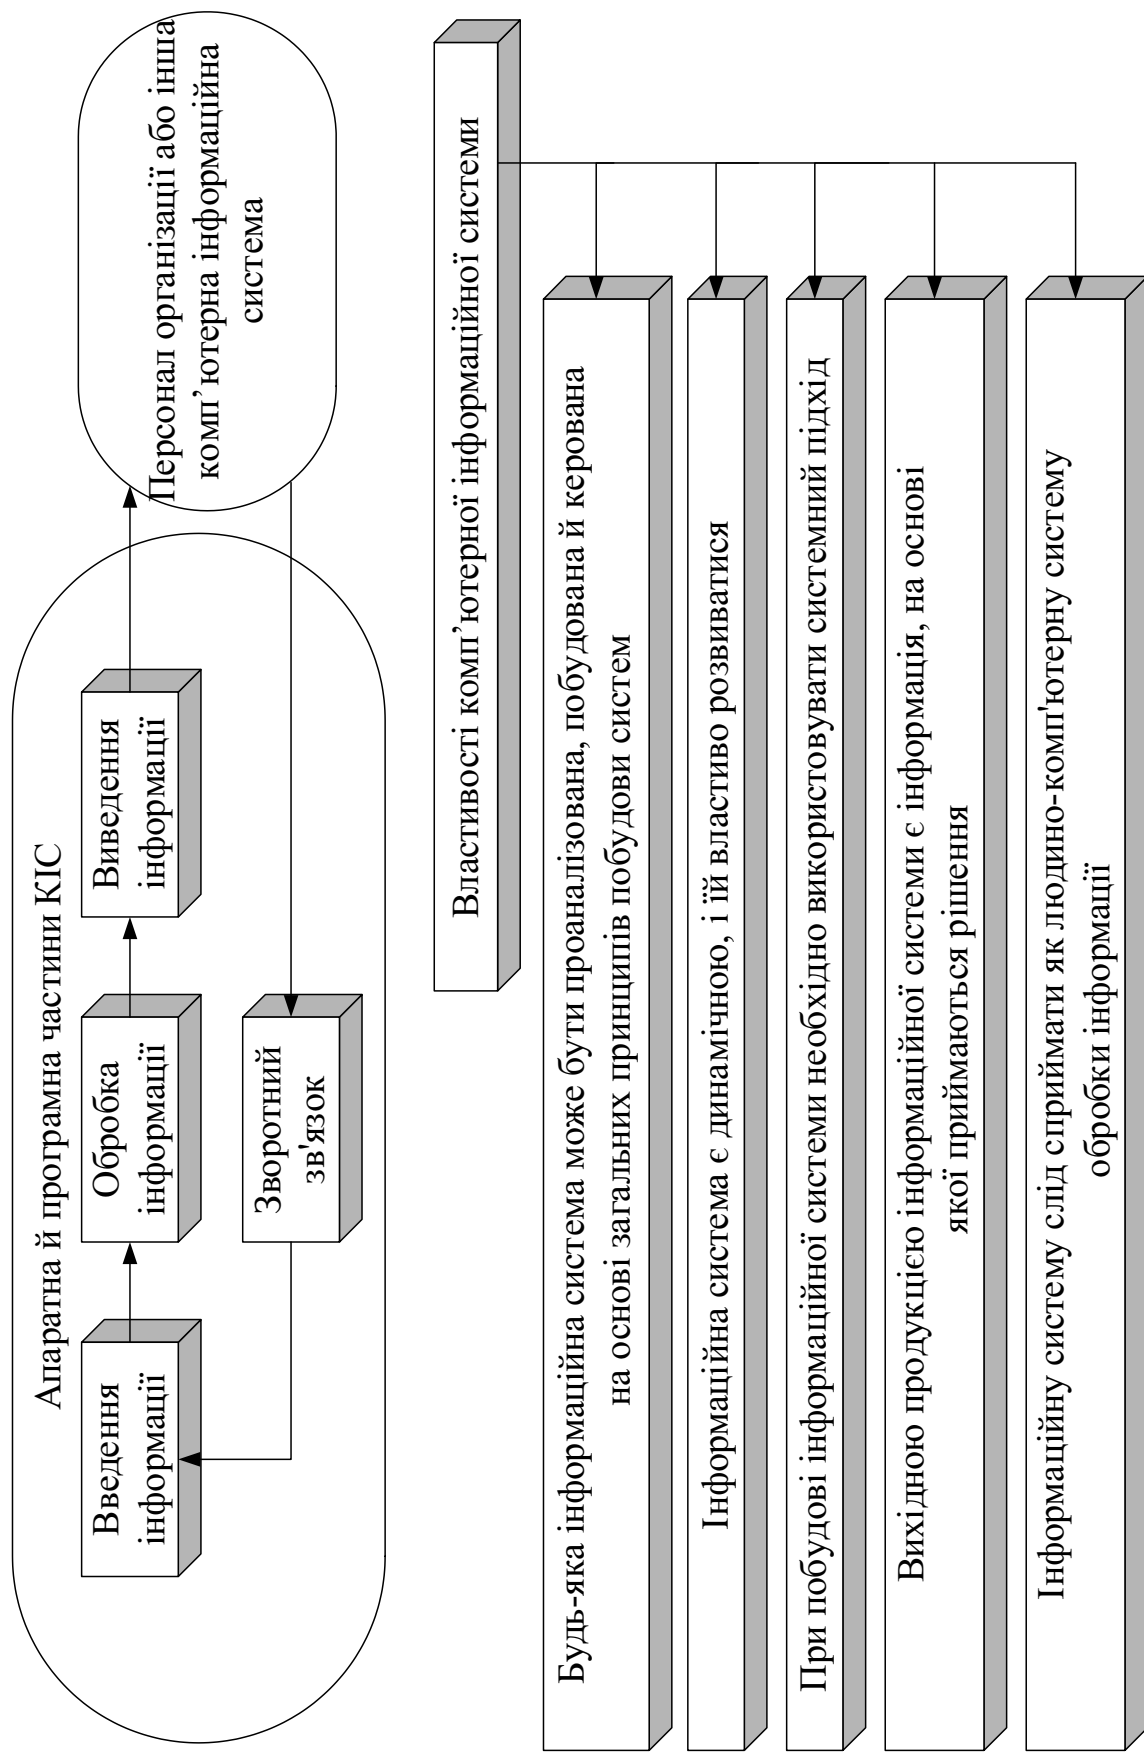 Апаратна й програмна частини КІС
Введення
інформації
Обробка
інформації
Виведення
інформації
Зворотний
зв'язок
Персонал організації або інша
комп’ютерна інформаційна
система
Властивості комп’ютерної інформаційної системи
Будь-яка інформаційна система може бути проаналізована, побудована й керована
на основі загальних принципів побудови систем
Інформаційна система є динамічною, і їй властиво розвиватися
При побудові інформаційної системи необхідно використовувати системний підхід
Вихідною продукцією інформаційної системи є інформація, на основі
якої приймаються рішення
Інформаційну систему слід сприймати як людино-комп'ютерну систему
обробки інформації